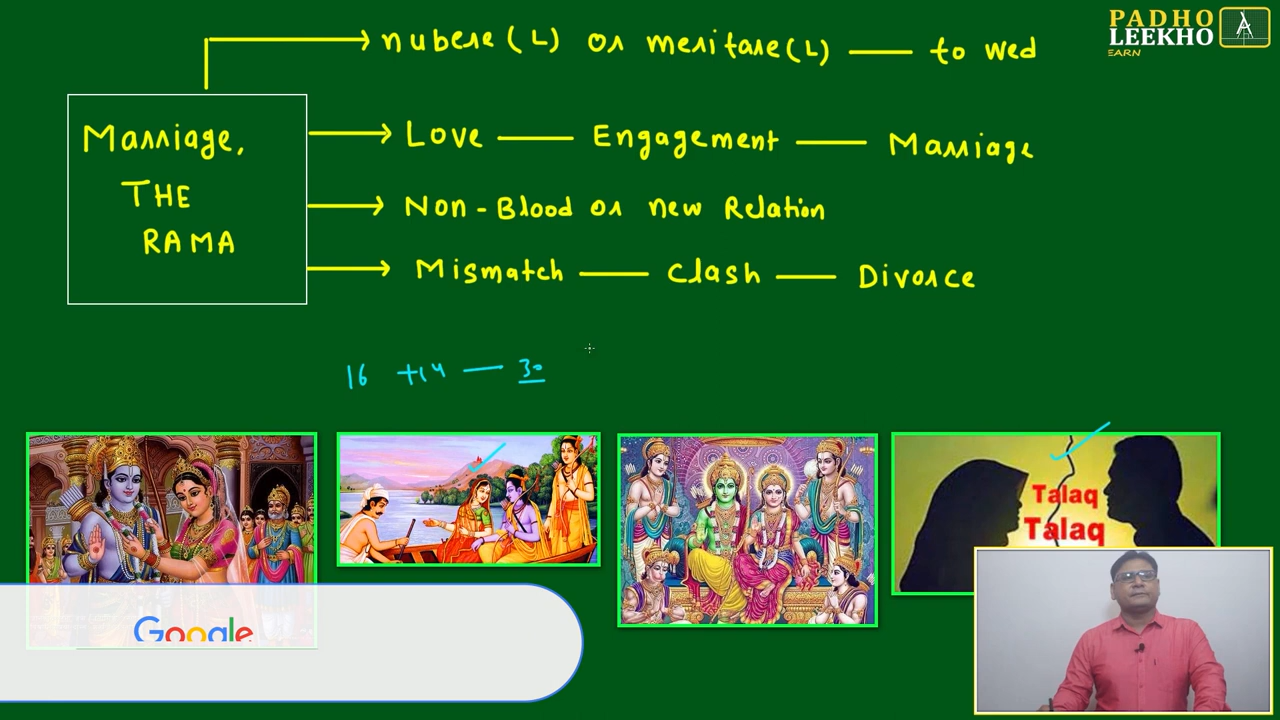 PADHO
LEEKHO
EARN
nubere (L) or meritare (L) — to wed
Marriage,
THE
RAMA
Love — Engagement — Marriage
Non-Blood or new Relation
Mismatch — Clash — Divorce
16 +14 — 30
Talaq
Talaq
Google